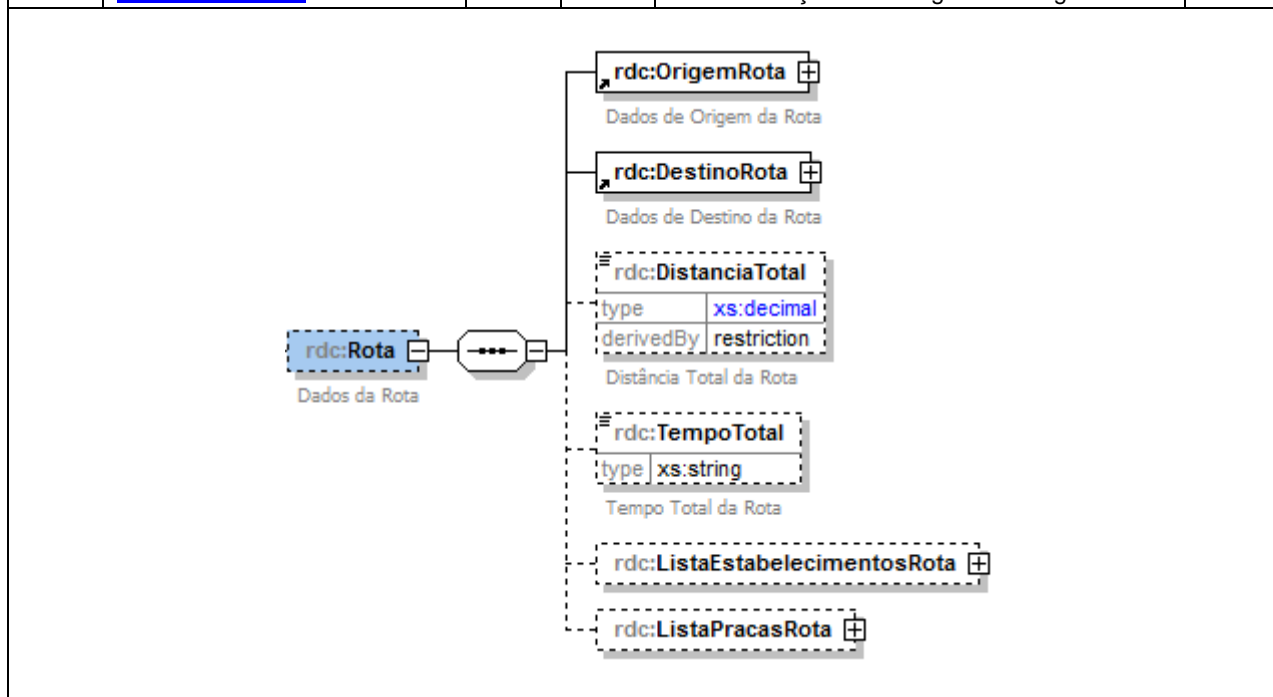 rdc:OrigemRota
Dados de Origem da Rota
rdc:DestinoRota
Dados de Destino da Rota
rdc:DistanciaTotal
type xs:decimal
derivedBy restriction
Distância Total da Rota
rdc:Rota
Dados da Rota
rdc:TempoTotal
type xs:string
Tempo Total da Rota
rdc:ListaEstabelecimentosRota
rdc:ListaPracasRota